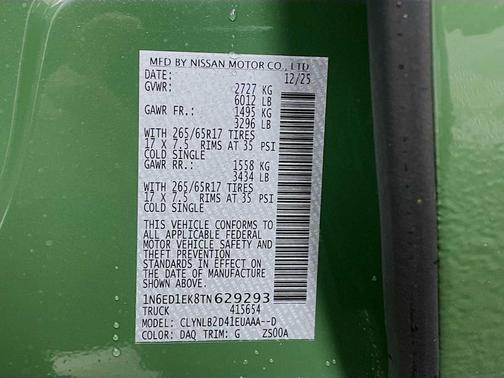 MFD BY NISSAN MOTOR CO., LTD
DATE: 12/25
GVWR: 2727 KG
6012 LB
GAWR FR.: 1495 KG
3296 LB
WITH 265/65R17 TIRES
17 X 7.5 RIMS AT 35 PSI
COLD SINGLE
GAWR RR.: 1558 KG
3434 LB
WITH 265/65R17 TIRES
17 X 7.5 RIMS AT 35 PSI
COLD SINGLE
THIS VEHICLE CONFORMS TO
ALL APPLICABLE FEDERAL
MOTOR VEHICLE SAFETY AND
THEFT PREVENTION
STANDARDS IN EFFECT ON
THE DATE OF MANUFACTURE
SHOWN ABOVE.
1N6ED1EK8TN629293
TRUCK 415654
MODEL: CLYNLB2D41EUAAA--D
COLOR: DAQ TRIM: G ZS00A